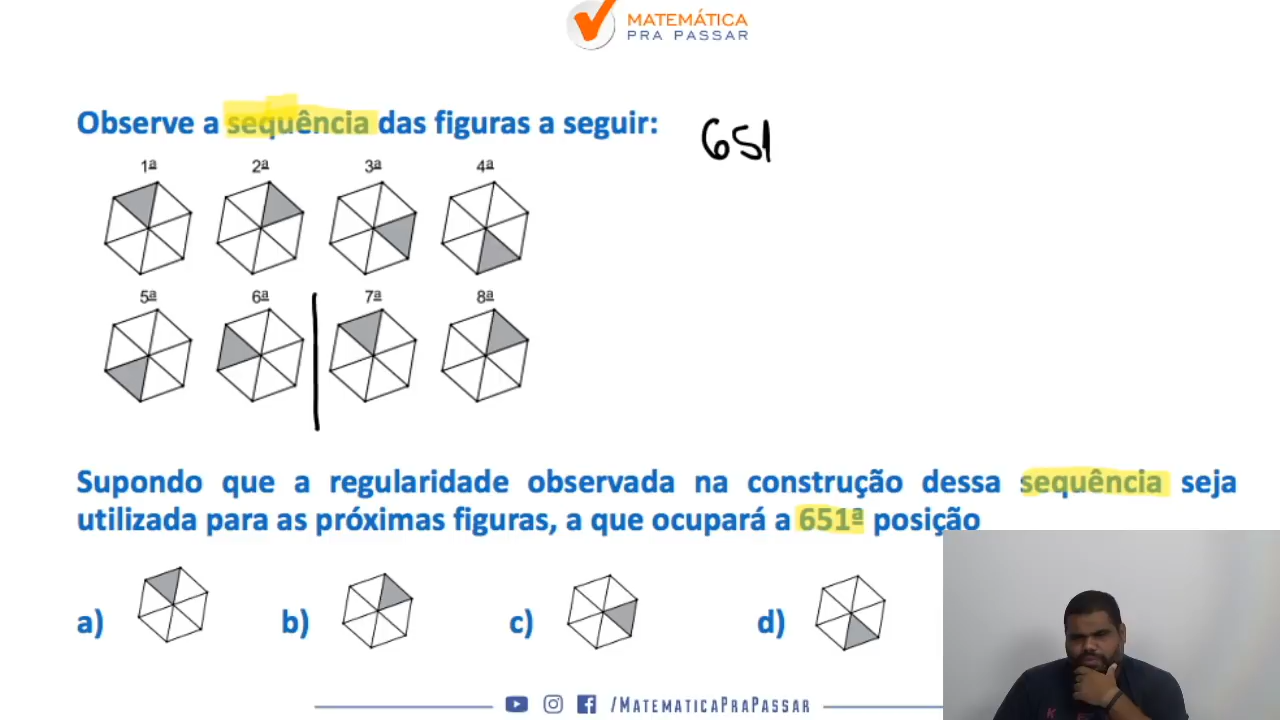 MATEMÁTICA
PRA PASSAR
Observe a sequência das figuras a seguir:
651
1ª 2ª 3ª 4ª
5ª 6ª 7ª 8ª
Supondo que a regularidade observada na construção dessa sequência seja
utilizada para as próximas figuras, a que ocupará a 651ª posição
a) b) c) d)
/MATEMATICAPRAPASSAR